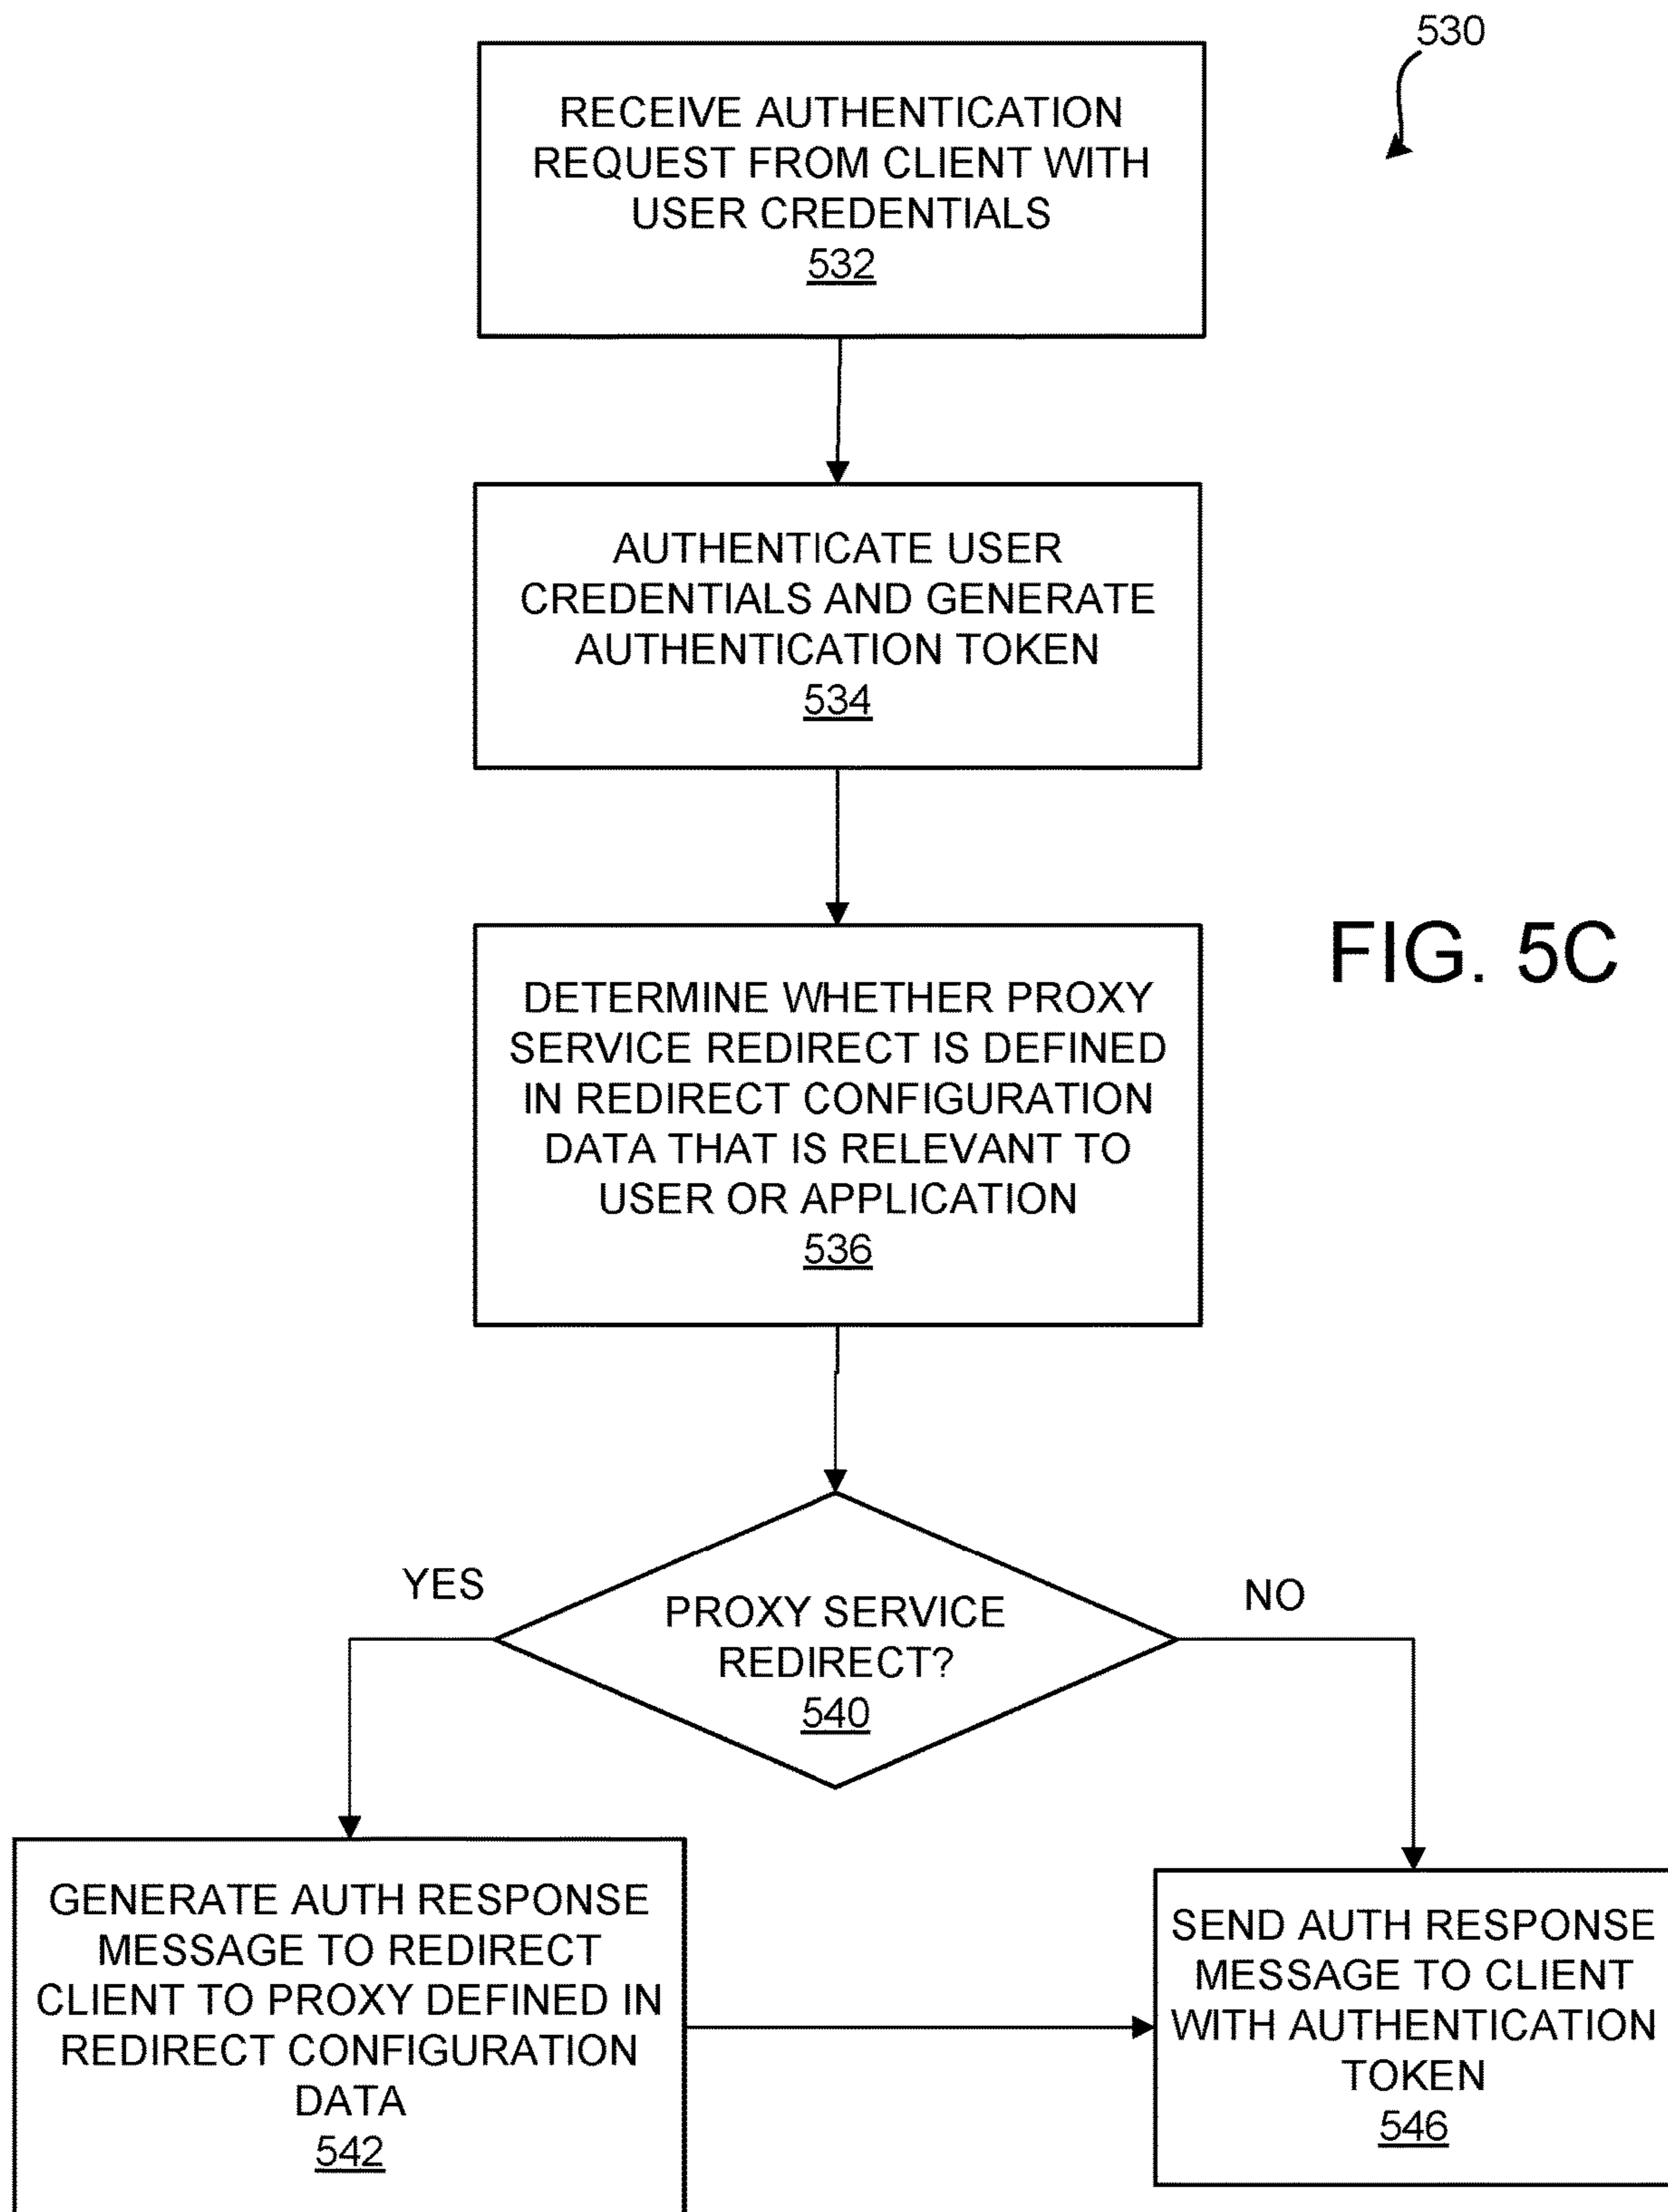 530
RECEIVE AUTHENTICATION
REQUEST FROM CLIENT WITH
USER CREDENTIALS
532
AUTHENTICATE USER
CREDENTIALS AND GENERATE
AUTHENTICATION TOKEN
534
DETERMINE WHETHER PROXY
SERVICE REDIRECT IS DEFINED
IN REDIRECT CONFIGURATION
DATA THAT IS RELEVANT TO
USER OR APPLICATION
536
FIG. 5C
YES
PROXY SERVICE
REDIRECT?
540
NO
GENERATE AUTH RESPONSE
MESSAGE TO REDIRECT
CLIENT TO PROXY DEFINED IN
REDIRECT CONFIGURATION
DATA
542
SEND AUTH RESPONSE
MESSAGE TO CLIENT
WITH AUTHENTICATION
TOKEN
546